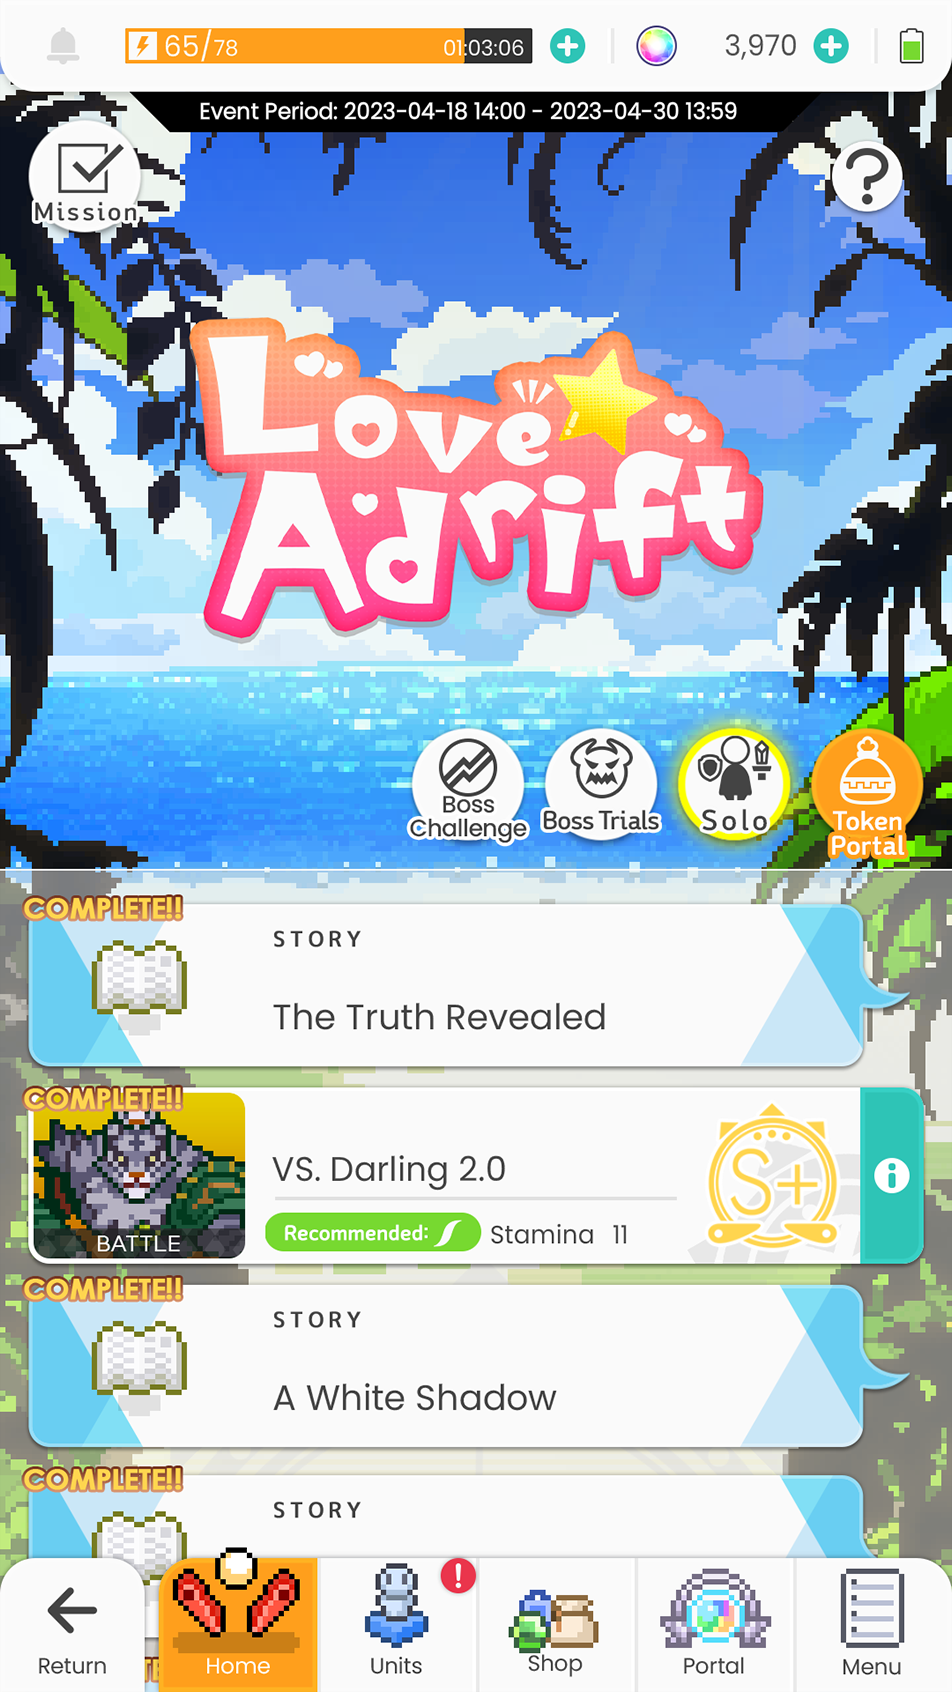 65/78
01:03:06
3,970
Event Period: 2023-04-18 14:00 - 2023-04-30 13:59
Mission
?
Love
Adrift
Boss
Challenge
Boss Trials
Solo
Token
Portal
COMPLETE!!
STORY
The Truth Revealed
COMPLETE!!
BATTLE
VS. Darling 2.0
Recommended:
Stamina 11
S+
i
COMPLETE!!
STORY
A White Shadow
COMPLETE!!
STORY
!
Return
Home
Units
Shop
Portal
Menu